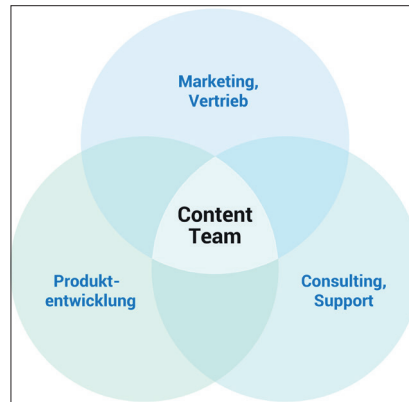 Marketing,
Vertrieb
Content
Team
Produkt-
entwicklung
Consulting,
Support